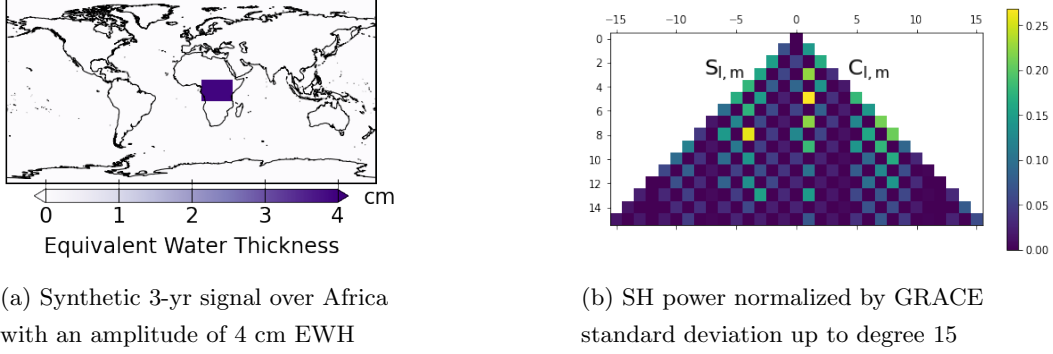 0 1 2 3 4 cm
Equivalent Water Thickness
(a) Synthetic 3-yr signal over Africa
with an amplitude of 4 cm EWH
−15 −10 −5 0 5 10 15
0
2
4
6
8
10
12
14
S_{l,m} C_{l,m}
0.25
0.20
0.15
0.10
0.05
0.00
(b) SH power normalized by GRACE
standard deviation up to degree 15